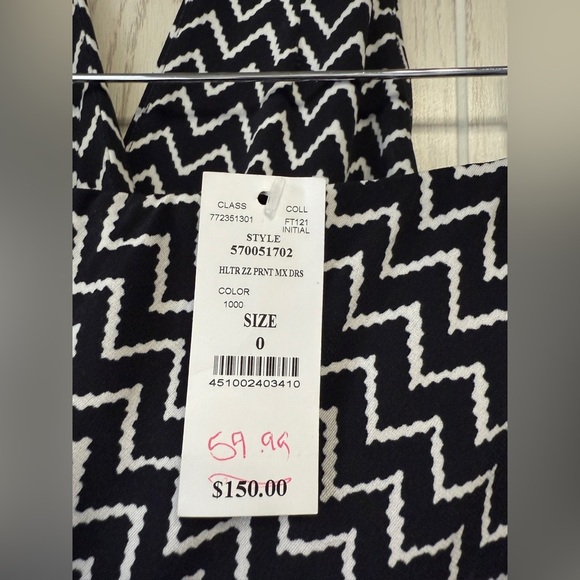 CLASS COLL
772351301 FT121
INITIAL
STYLE
570051702
HLTR ZZ PRNT MX DRS
COLOR
1000
SIZE
0
451002403410
59.99
$150.00